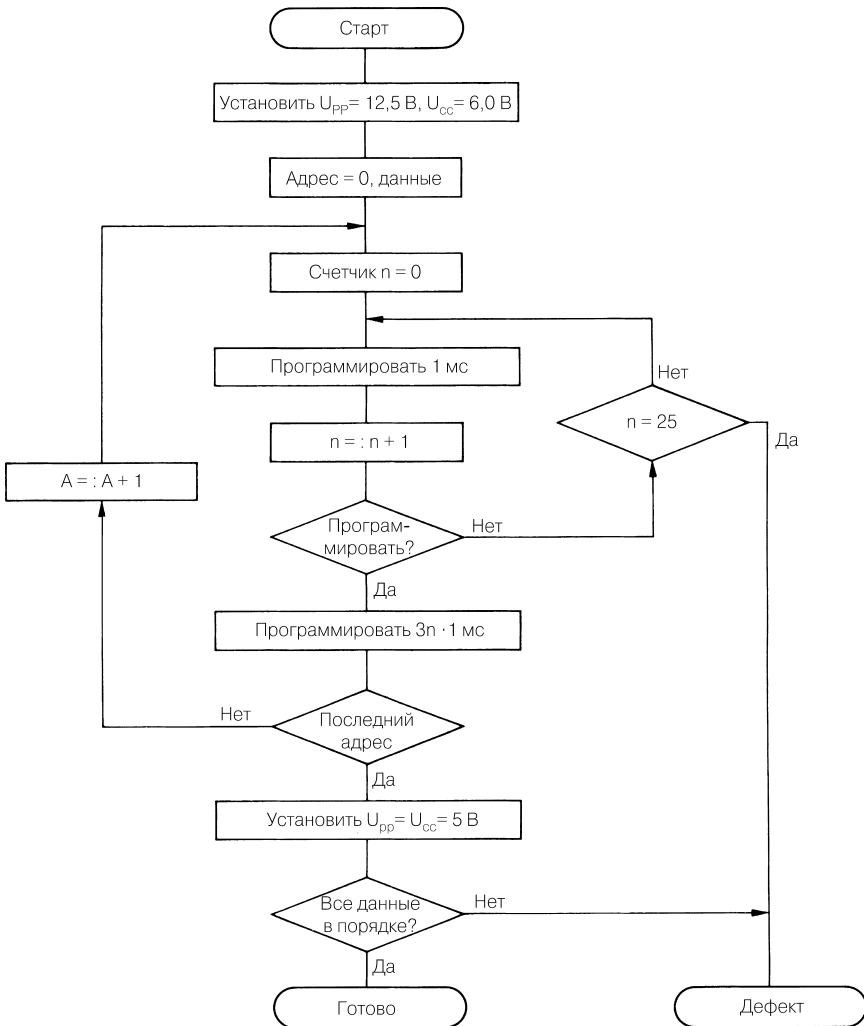 Старт
Установить U_PP= 12,5 В, U_cc= 6,0 В
Адрес = 0, данные
Счетчик n = 0
Программировать 1 мс
Нет
n = 25
Да
n = : n + 1
A = : A + 1
Програм-
мировать?
Нет
Да
Программировать 3n · 1 мс
Нет
Последний
адрес
Да
Установить U_pp= U_cc= 5 В
Все данные
в порядке?
Нет
Да
Готово
Дефект